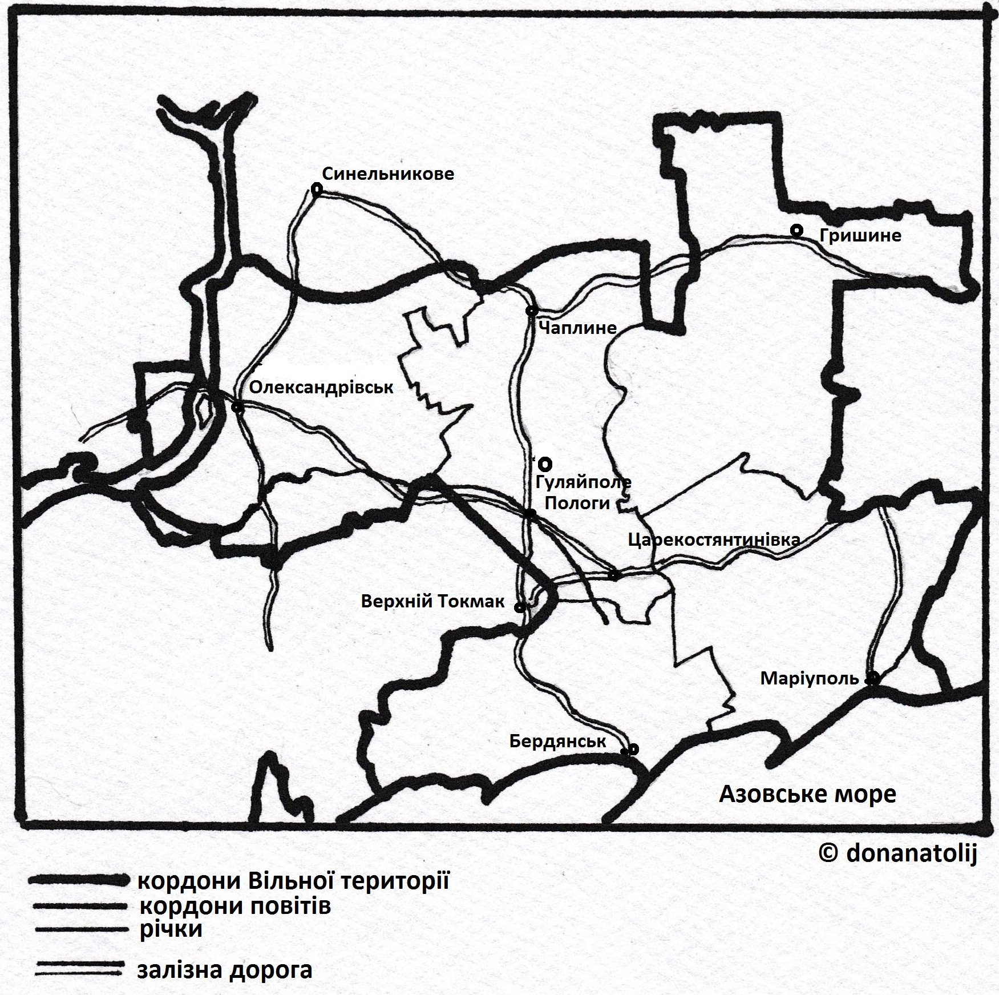 Синельникове
Гришине
Чаплине
Олександрівськ
Гуляйполе
Пологи
Царекостянтинівка
Верхній Токмак
Маріуполь
Бердянськ
Азовське море
© donanatolij
кордони Вільної території
кордони повітів
річки
залізна дорога